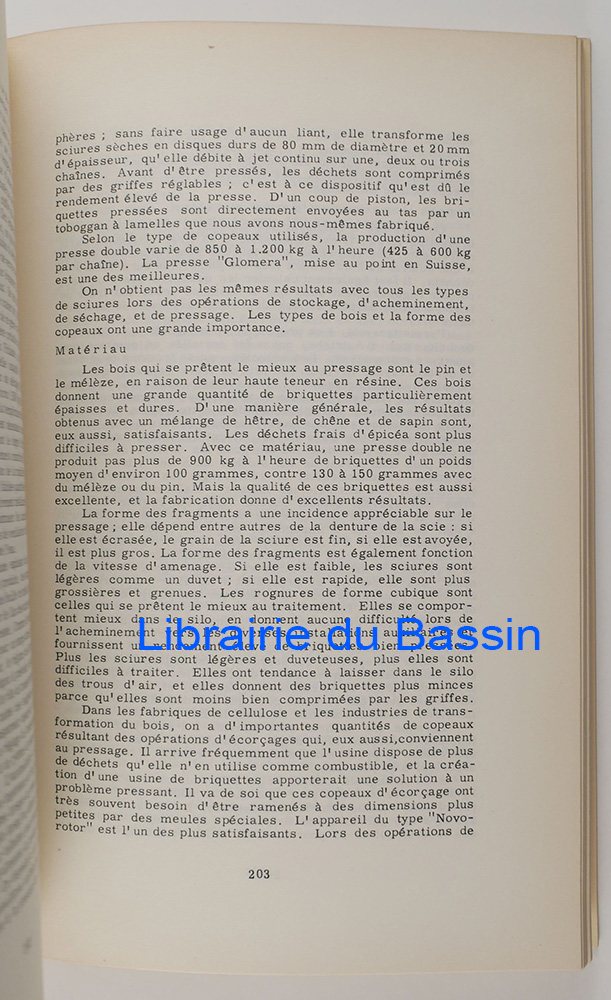 phères ; sans faire usage d'aucun liant, elle transforme les
sciures sèches en disques durs de 80 mm de diamètre et 20 mm
d'épaisseur, qu'elle débite à jet continu sur une, deux ou trois
chaînes. Avant d'être pressés, les déchets sont comprimés
par des griffes réglables ; c'est à ce dispositif qu'est dû le
rendement élevé de la presse. D'un coup de piston, les bri-
quettes pressées sont directement envoyées au tas par un
toboggan à lamelles que nous avons nous-mêmes fabriqué.
Selon le type de copeaux utilisés, la production d'une
presse double varie de 850 à 1.200 kg à l'heure (425 à 600 kg
par chaîne). La presse "Glomera", mise au point en Suisse,
est une des meilleures.
On n'obtient pas les mêmes résultats avec tous les types
de sciures lors des opérations de stockage, d'acheminement,
de séchage, et de pressage. Les types de bois et la forme des
copeaux ont une grande importance.
Matériau
Les bois qui se prêtent le mieux au pressage sont le pin et
le mélèze, en raison de leur haute teneur en résine. Ces bois
donnent une grande quantité de briquettes particulièrement
épaisses et dures. D'une manière générale, les résultats
obtenus avec un mélange de hêtre, de chêne et de sapin sont,
eux aussi, satisfaisants. Les déchets frais d'épicéa sont plus
difficiles à presser. Avec ce matériau, une presse double ne
produit pas plus de 900 kg à l'heure de briquettes d'un poids
moyen d'environ 100 grammes, contre 130 à 150 grammes avec
du mélèze ou du pin. Mais la qualité de ces briquettes est aussi
excellente, et la fabrication donne d'excellents résultats.
La forme des fragments a une incidence appréciable sur le
pressage ; elle dépend entre autres de la denture de la scie : si
elle est écrasée, le grain de la sciure est fin, si elle est avoyée,
il est plus gros. La forme des fragments est également fonction
de la vitesse d'amenage. Si elle est faible, les sciures sont
légères comme un duvet ; si elle est rapide, elle sont plus
grossières et grenues. Les rognures de forme cubique sont
celles qui se prêtent le mieux au traitement. Elles se compor-
tent mieux silo, en donnent aucune difficulté lors de
l'acheminement vers les diverses installations auxiliaires et
fournissent un rendement élevé de briquettes bien pressées.
Librairie du Bassin
Plus les sciures sont légères et duveteuses, plus elles sont
difficiles à traiter. Elles ont tendance à laisser dans le silo
des trous d'air, et elles donnent des briquettes plus minces
parce qu'elles sont moins bien comprimées par les griffes.
Dans les fabriques de cellulose et les industries de trans-
formation du bois, on a d'importantes quantités de copeaux
résultant des opérations d'écorçages qui, eux aussi, conviennent
au pressage. Il arrive fréquemment que l'usine dispose de plus
de déchets qu'elle n'en utilise comme combustible, et la créa-
tion d'une usine de briquettes apporterait une solution à un
problème pressant. Il va de soi que ces copeaux d'écorçage ont
très souvent besoin d'être ramenés à des dimensions plus
petites par des meules spéciales. L'appareil du type "Novo-
rotor" est l'un des plus satisfaisants. Lors des opérations de
203